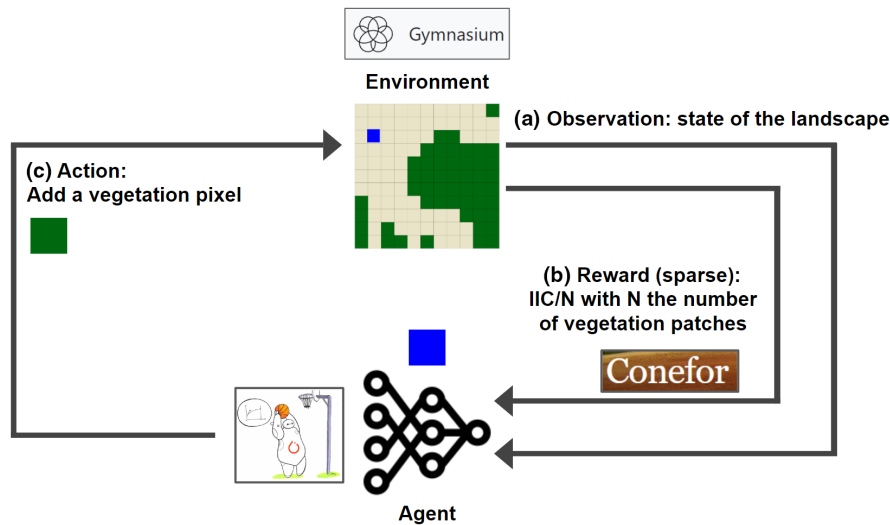 Gymnasium
Environment
(a) Observation: state of the landscape
(c) Action:
Add a vegetation pixel
(b) Reward (sparse):
IIC/N with N the number
of vegetation patches
Conefor
Agent